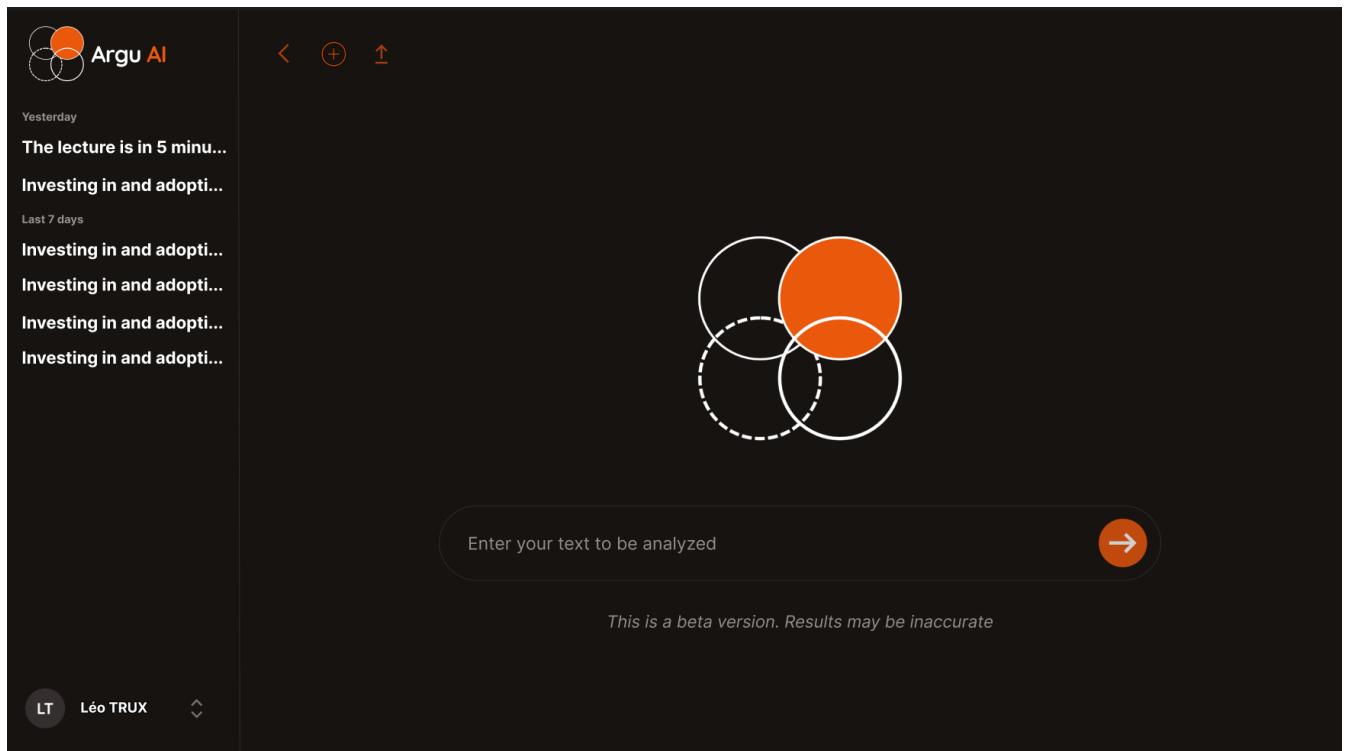 Argu AI
Yesterday
The lecture is in 5 minu...
Investing in and adopti...
Last 7 days
Investing in and adopti...
Investing in and adopti...
Investing in and adopti...
Investing in and adopti...
Enter your text to be analyzed
This is a beta version. Results may be inaccurate
LT Léo TRUX